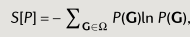 S[P] = − ∑_{G∈Ω} P(G)ln P(G),